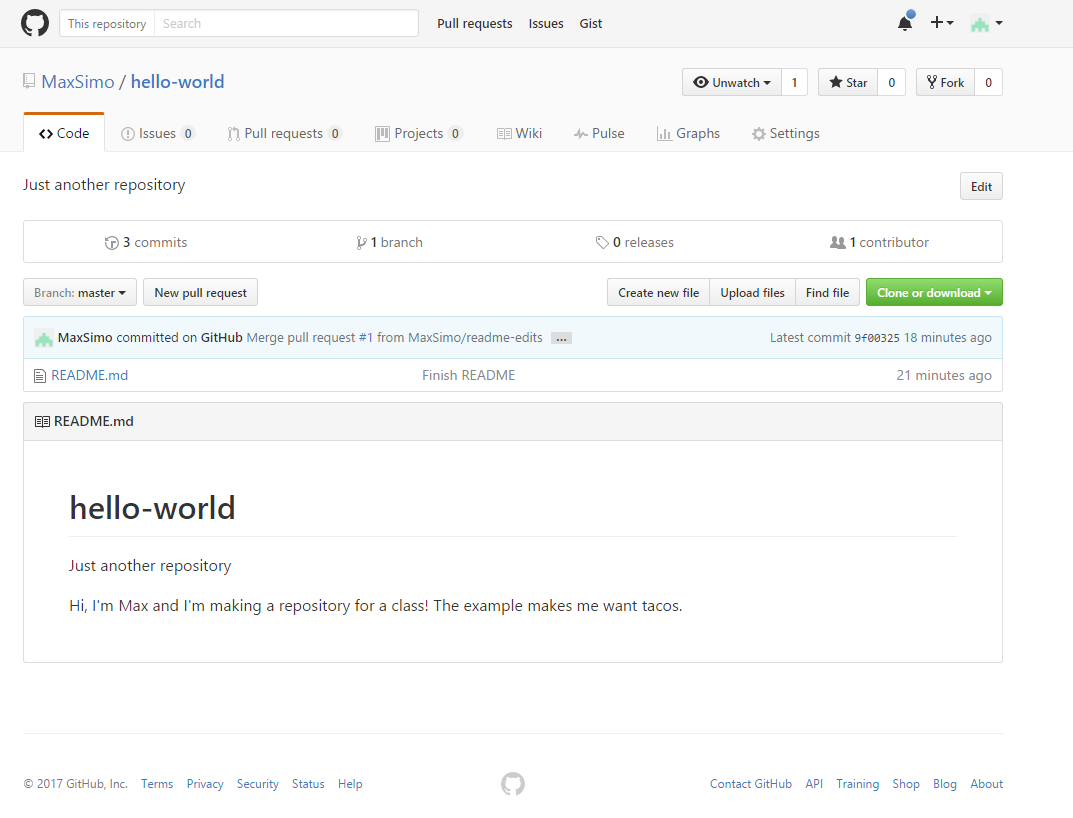 This repository Search Pull requests Issues Gist
MaxSimo / hello-world Unwatch 1 Star 0 Fork 0
Code Issues 0 Pull requests 0 Projects 0 Wiki Pulse Graphs Settings
Just another repository Edit
3 commits 1 branch 0 releases 1 contributor
Branch: master New pull request Create new file Upload files Find file Clone or download
MaxSimo committed on GitHub Merge pull request #1 from MaxSimo/readme-edits ... Latest commit 9f00325 18 minutes ago
README.md Finish README 21 minutes ago
README.md
hello-world
Just another repository
Hi, I'm Max and I'm making a repository for a class! The example makes me want tacos.
© 2017 GitHub, Inc. Terms Privacy Security Status Help Contact GitHub API Training Shop Blog About